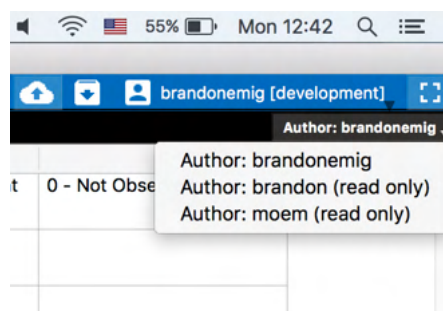 55% Mon 12:42
brandonemig [development]
Author: brandonemig
Author: brandonemig
t 0 - Not Obse
Author: brandon (read only)
Author: moem (read only)